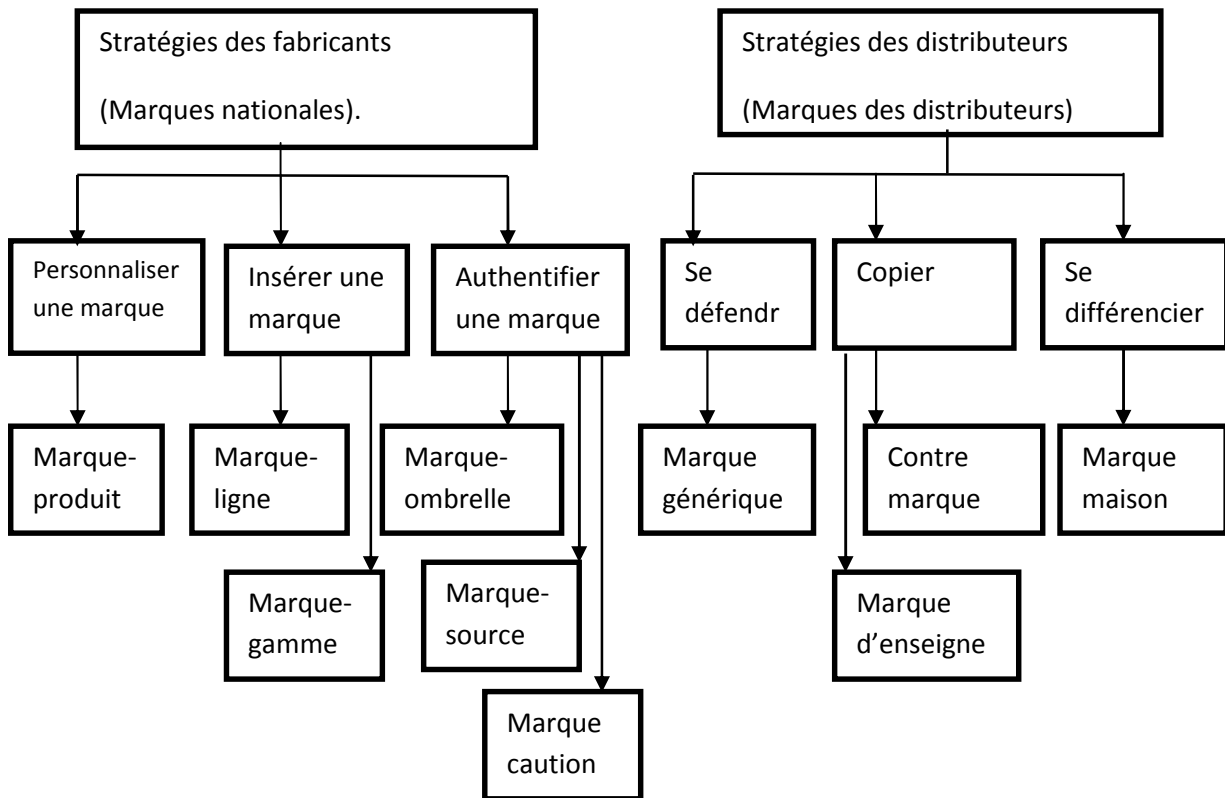 Stratégies des fabricants
(Marques nationales).
Stratégies des distributeurs
(Marques des distributeurs)
Personnaliser
une marque
Insérer une
marque
Authentifier
une marque
Se
défendr
Copier
Se
différencier
Marque-
produit
Marque-
ligne
Marque-
ombrelle
Marque
générique
Contre
marque
Marque
maison
Marque-
gamme
Marque-
source
Marque
d’enseigne
Marque
caution